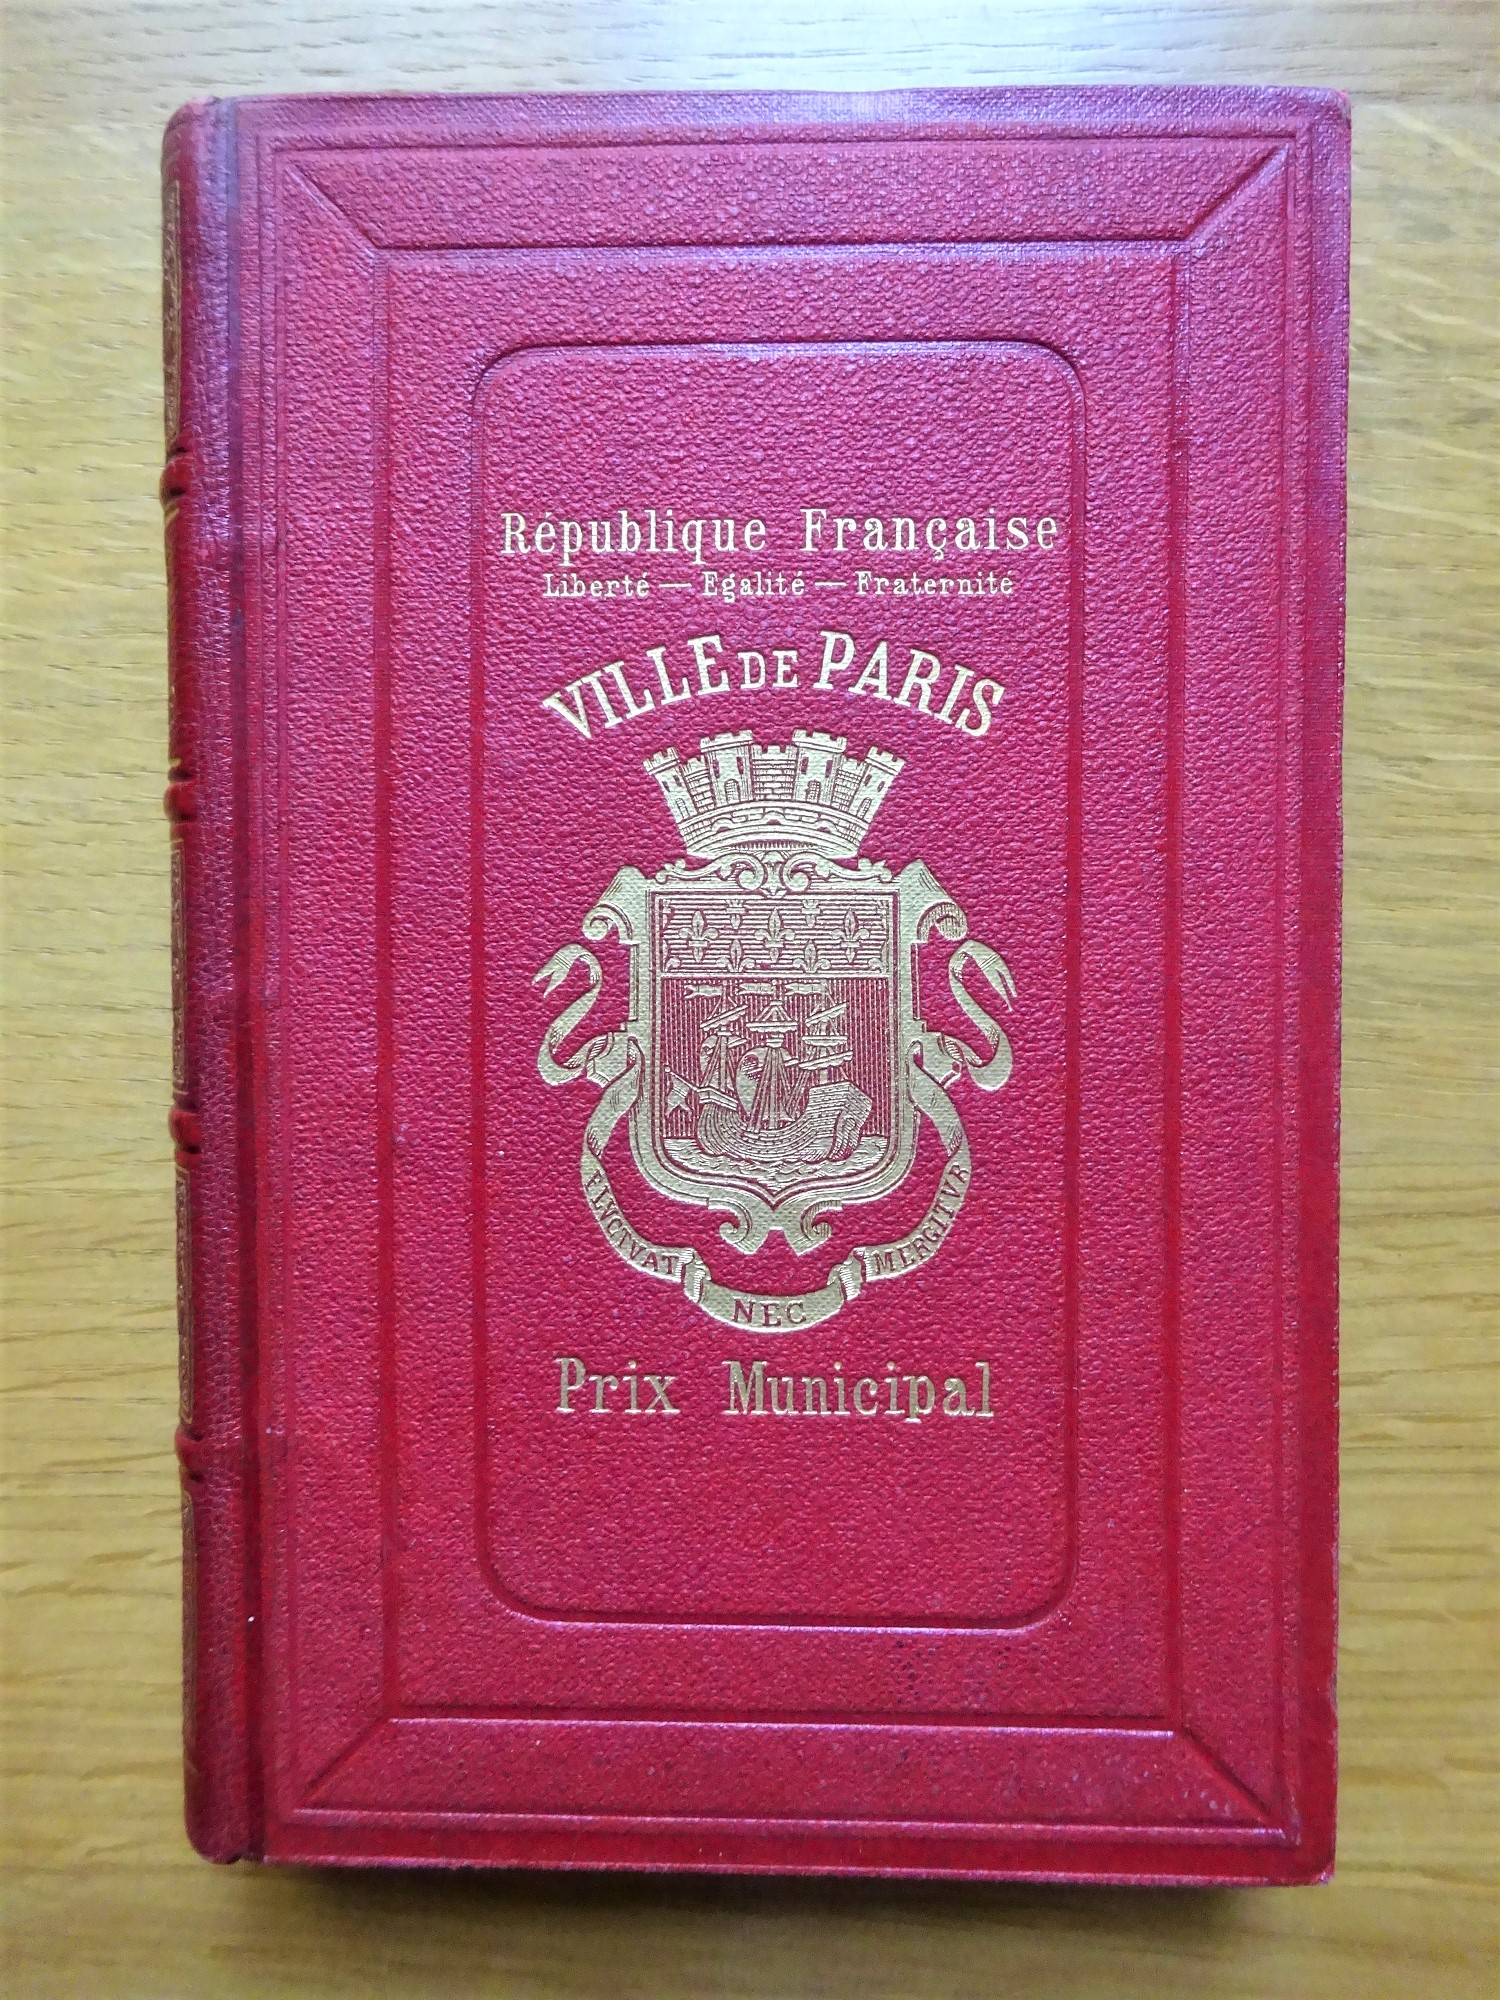 République Française
Liberté — Egalité — Fraternité
VILLE DE PARIS
FLVCTVAT NEC MERGITVR
Prix Municipal